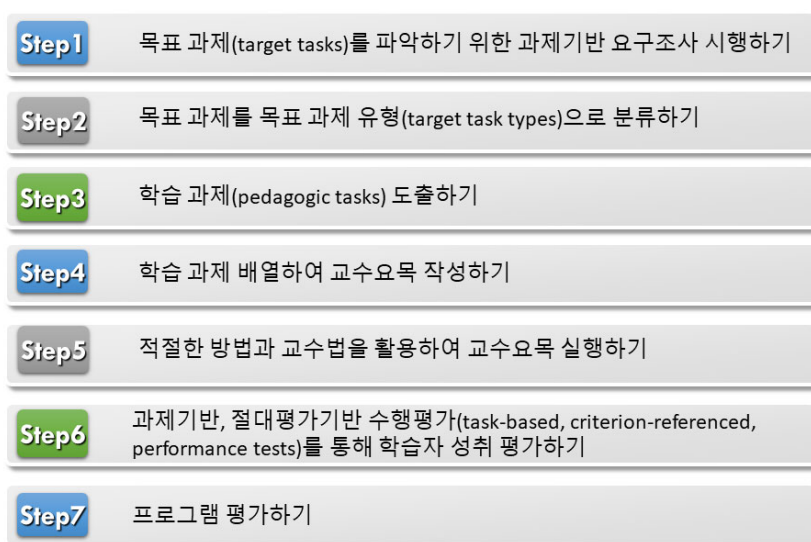 Step1 목표 과제(target tasks)를 파악하기 위한 과제기반 요구조사 시행하기
Step2 목표 과제를 목표 과제 유형(target task types)으로 분류하기
Step3 학습 과제(pedagogic tasks) 도출하기
Step4 학습 과제 배열하여 교수요목 작성하기
Step5 적절한 방법과 교수법을 활용하여 교수요목 실행하기
Step6 과제기반, 절대평가기반 수행평가(task-based, criterion-referenced,
performance tests)를 통해 학습자 성취 평가하기
Step7 프로그램 평가하기